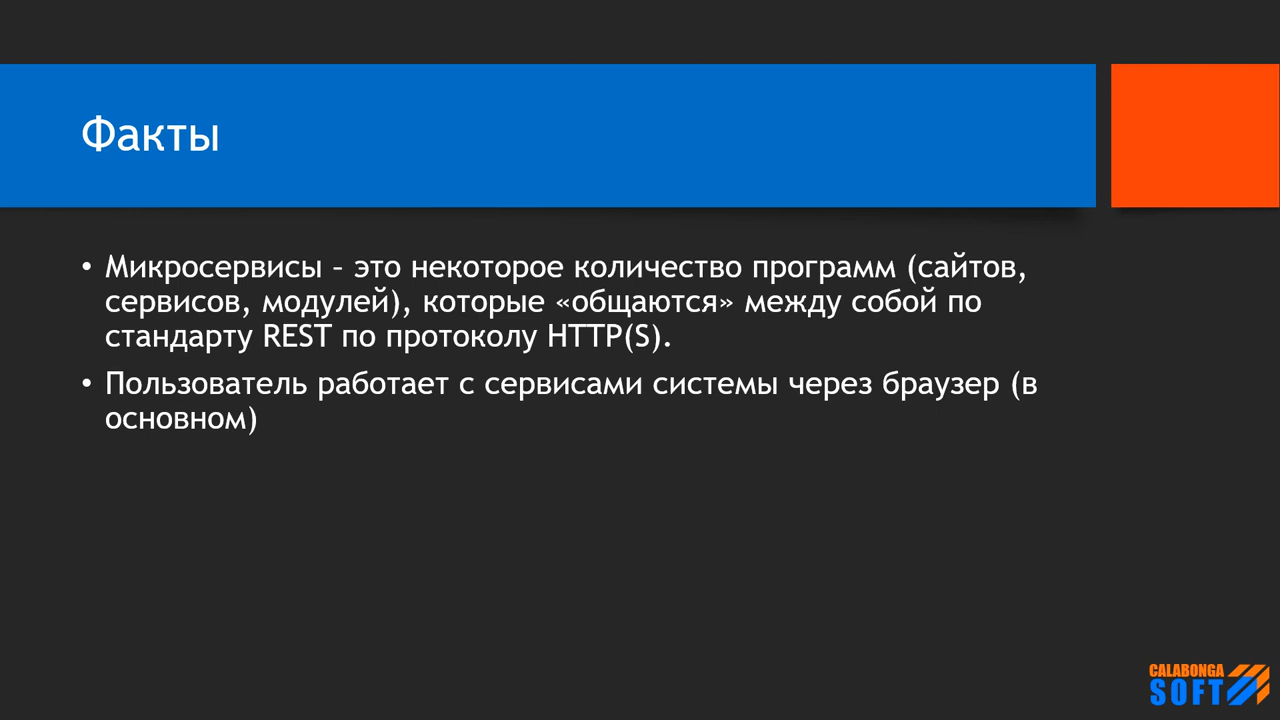 Факты
• Микросервисы – это некоторое количество программ (сайтов,
сервисов, модулей), которые «общаются» между собой по
стандарту REST по протоколу HTTP(S).
• Пользователь работает с сервисами системы через браузер (в
основном)
CALABONGA
SOFT